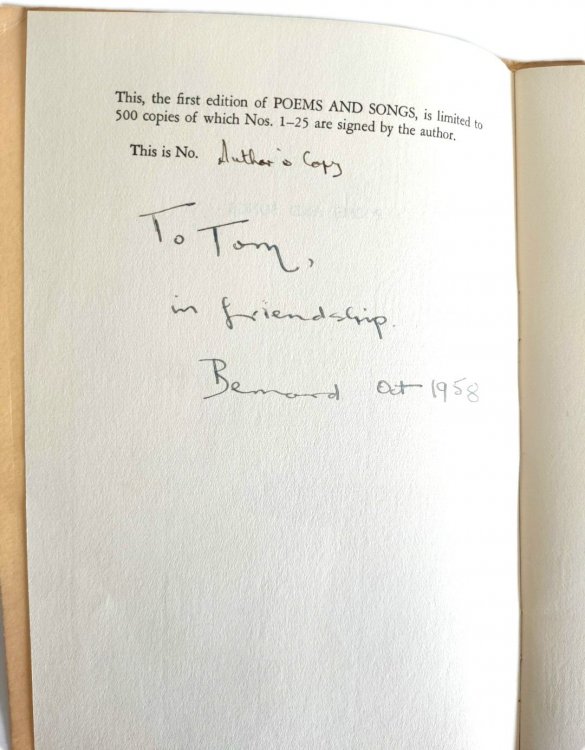 This, the first edition of POEMS AND SONGS, is limited to
500 copies of which Nos. 1–25 are signed by the author.
This is No. Author's Copy
To Tom,
in friendship.
Bernard Oct 1958